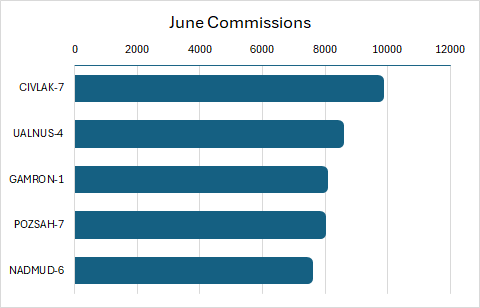 June Commissions
0 2000 4000 6000 8000 10000 12000
CIVLAK-7
UALNUS-4
GAMRON-1
POZSAH-7
NADMUD-6